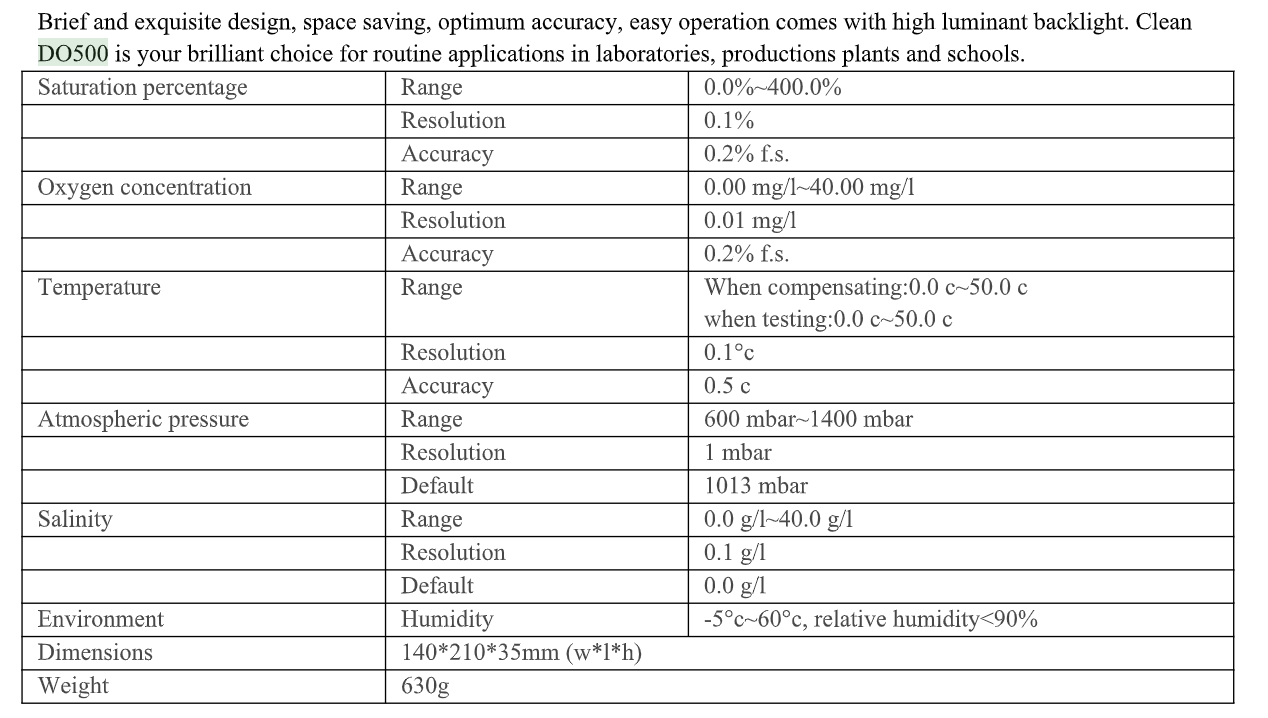 Brief and exquisite design, space saving, optimum accuracy, easy operation comes with high luminant backlight. Clean
DO500 is your brilliant choice for routine applications in laboratories, productions plants and schools.
Saturation percentage Range 0.0%~400.0%
Resolution 0.1%
Accuracy 0.2% f.s.
Oxygen concentration Range 0.00 mg/l~40.00 mg/l
Resolution 0.01 mg/l
Accuracy 0.2% f.s.
Temperature Range When compensating:0.0 c~50.0 c
when testing:0.0 c~50.0 c
Resolution 0.1°c
Accuracy 0.5 c
Atmospheric pressure Range 600 mbar~1400 mbar
Resolution 1 mbar
Default 1013 mbar
Salinity Range 0.0 g/l~40.0 g/l
Resolution 0.1 g/l
Default 0.0 g/l
Environment Humidity -5°c~60°c, relative humidity<90%
Dimensions 140*210*35mm (w*l*h)
Weight 630g